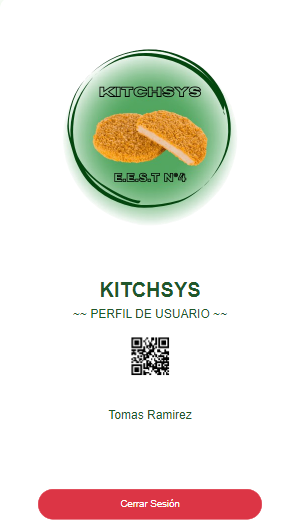 KITCHSYS
E.E.S.T N°4
KITCHSYS
~~ PERFIL DE USUARIO ~~
Tomas Ramirez
Cerrar Sesión